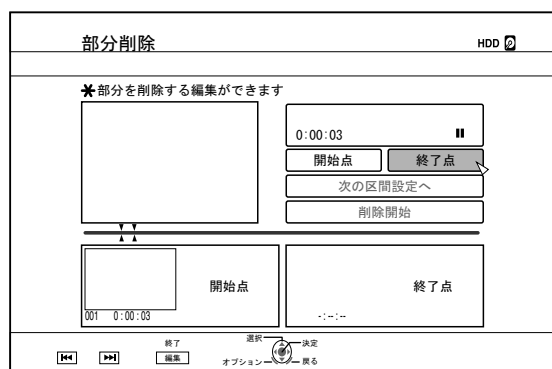 部分削除
HDD
部分を削除する編集ができます
0:00:03
開始点 終了点
次の区間設定へ
削除開始
開始点
001 0:00:03
終了点
-:--:--
終了
編集
選択
決定
オプション
戻る